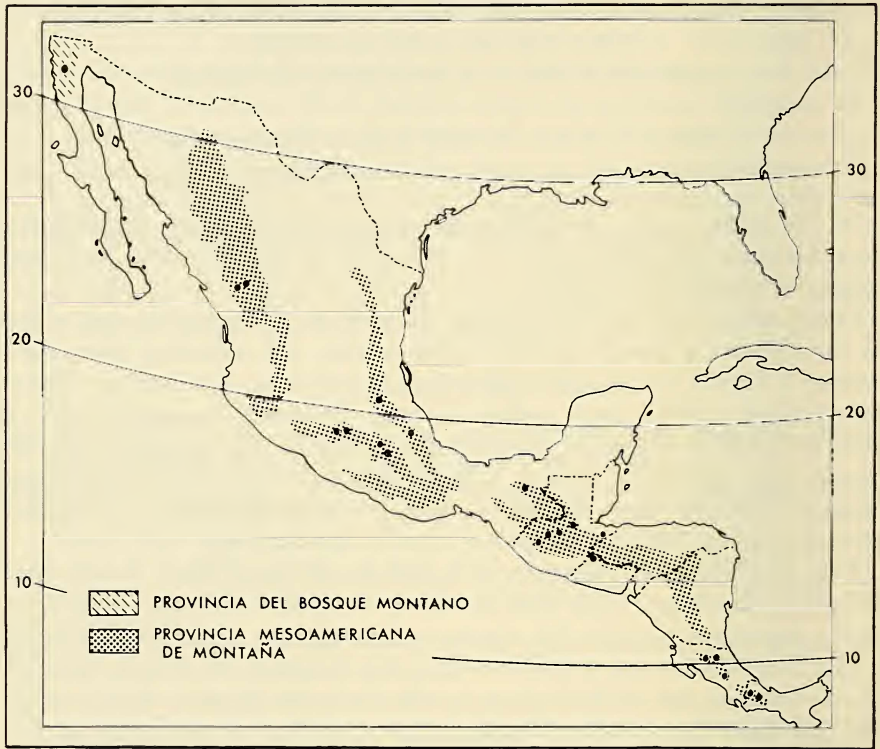 30
30
20
20
10
PROVINCIA DEL BOSQUE MONTANO
PROVINCIA MESOAMERICANA
DE MONTAÑA
10